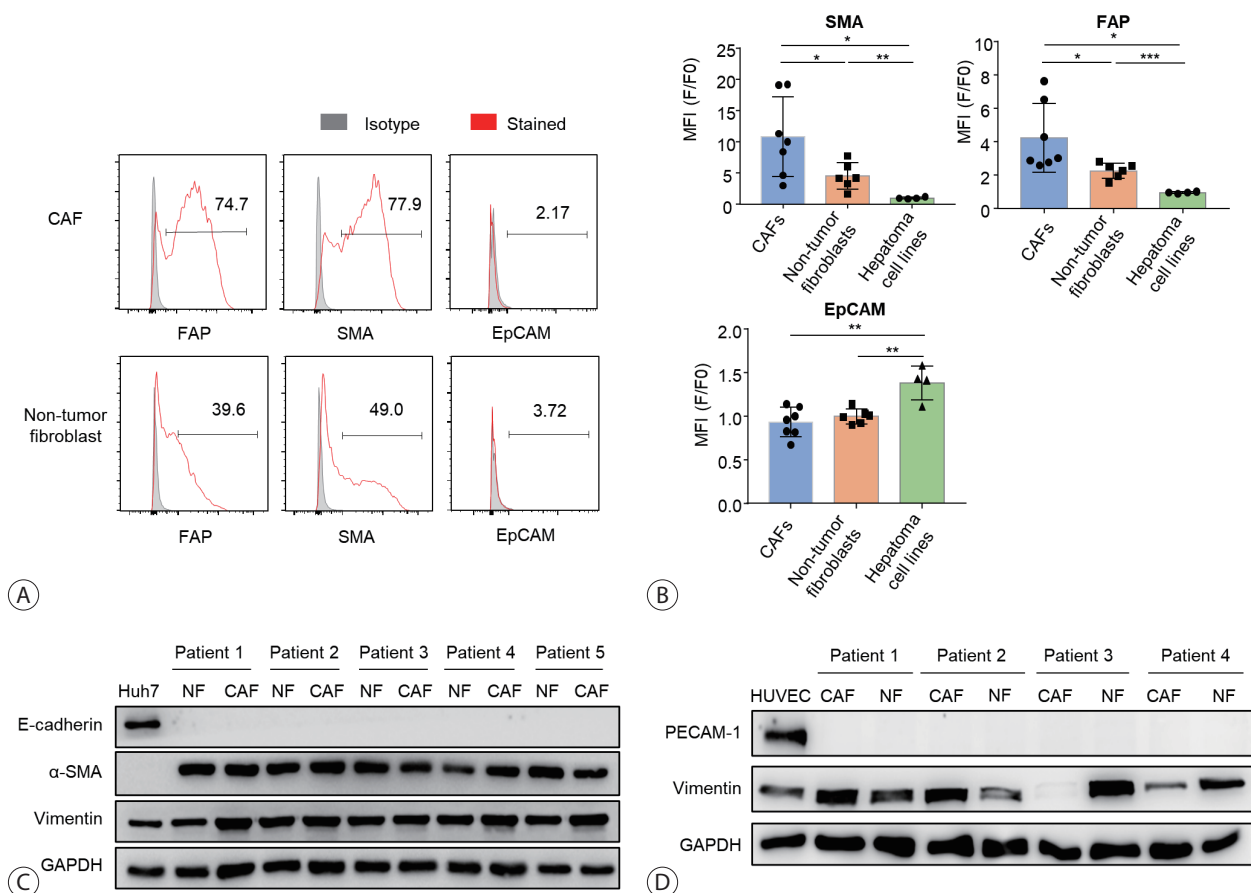 Isotype Stained
CAF
74.7
77.9
2.17
FAP SMA EpCAM
Non-tumor
fibroblast
39.6
49.0
3.72
FAP SMA EpCAM
A
SMA
MFI (F/F0)
25
20
15
10
5
0
*
* **
CAFs
Non-tumor
fibroblasts
Hepatoma
cell lines
FAP
MFI (F/F0)
10
8
6
4
2
0
*
* ***
CAFs
Non-tumor
fibroblasts
Hepatoma
cell lines
EpCAM
MFI (F/F0)
2.0
1.5
1.0
0.5
0.0
**
**
CAFs
Non-tumor
fibroblasts
Hepatoma
cell lines
B
Patient 1 Patient 2 Patient 3 Patient 4 Patient 5
Huh7 NF CAF NF CAF NF CAF NF CAF NF CAF
E-cadherin
α-SMA
Vimentin
GAPDH
C
Patient 1 Patient 2 Patient 3 Patient 4
HUVEC CAF NF CAF NF CAF NF CAF NF
PECAM-1
Vimentin
GAPDH
D